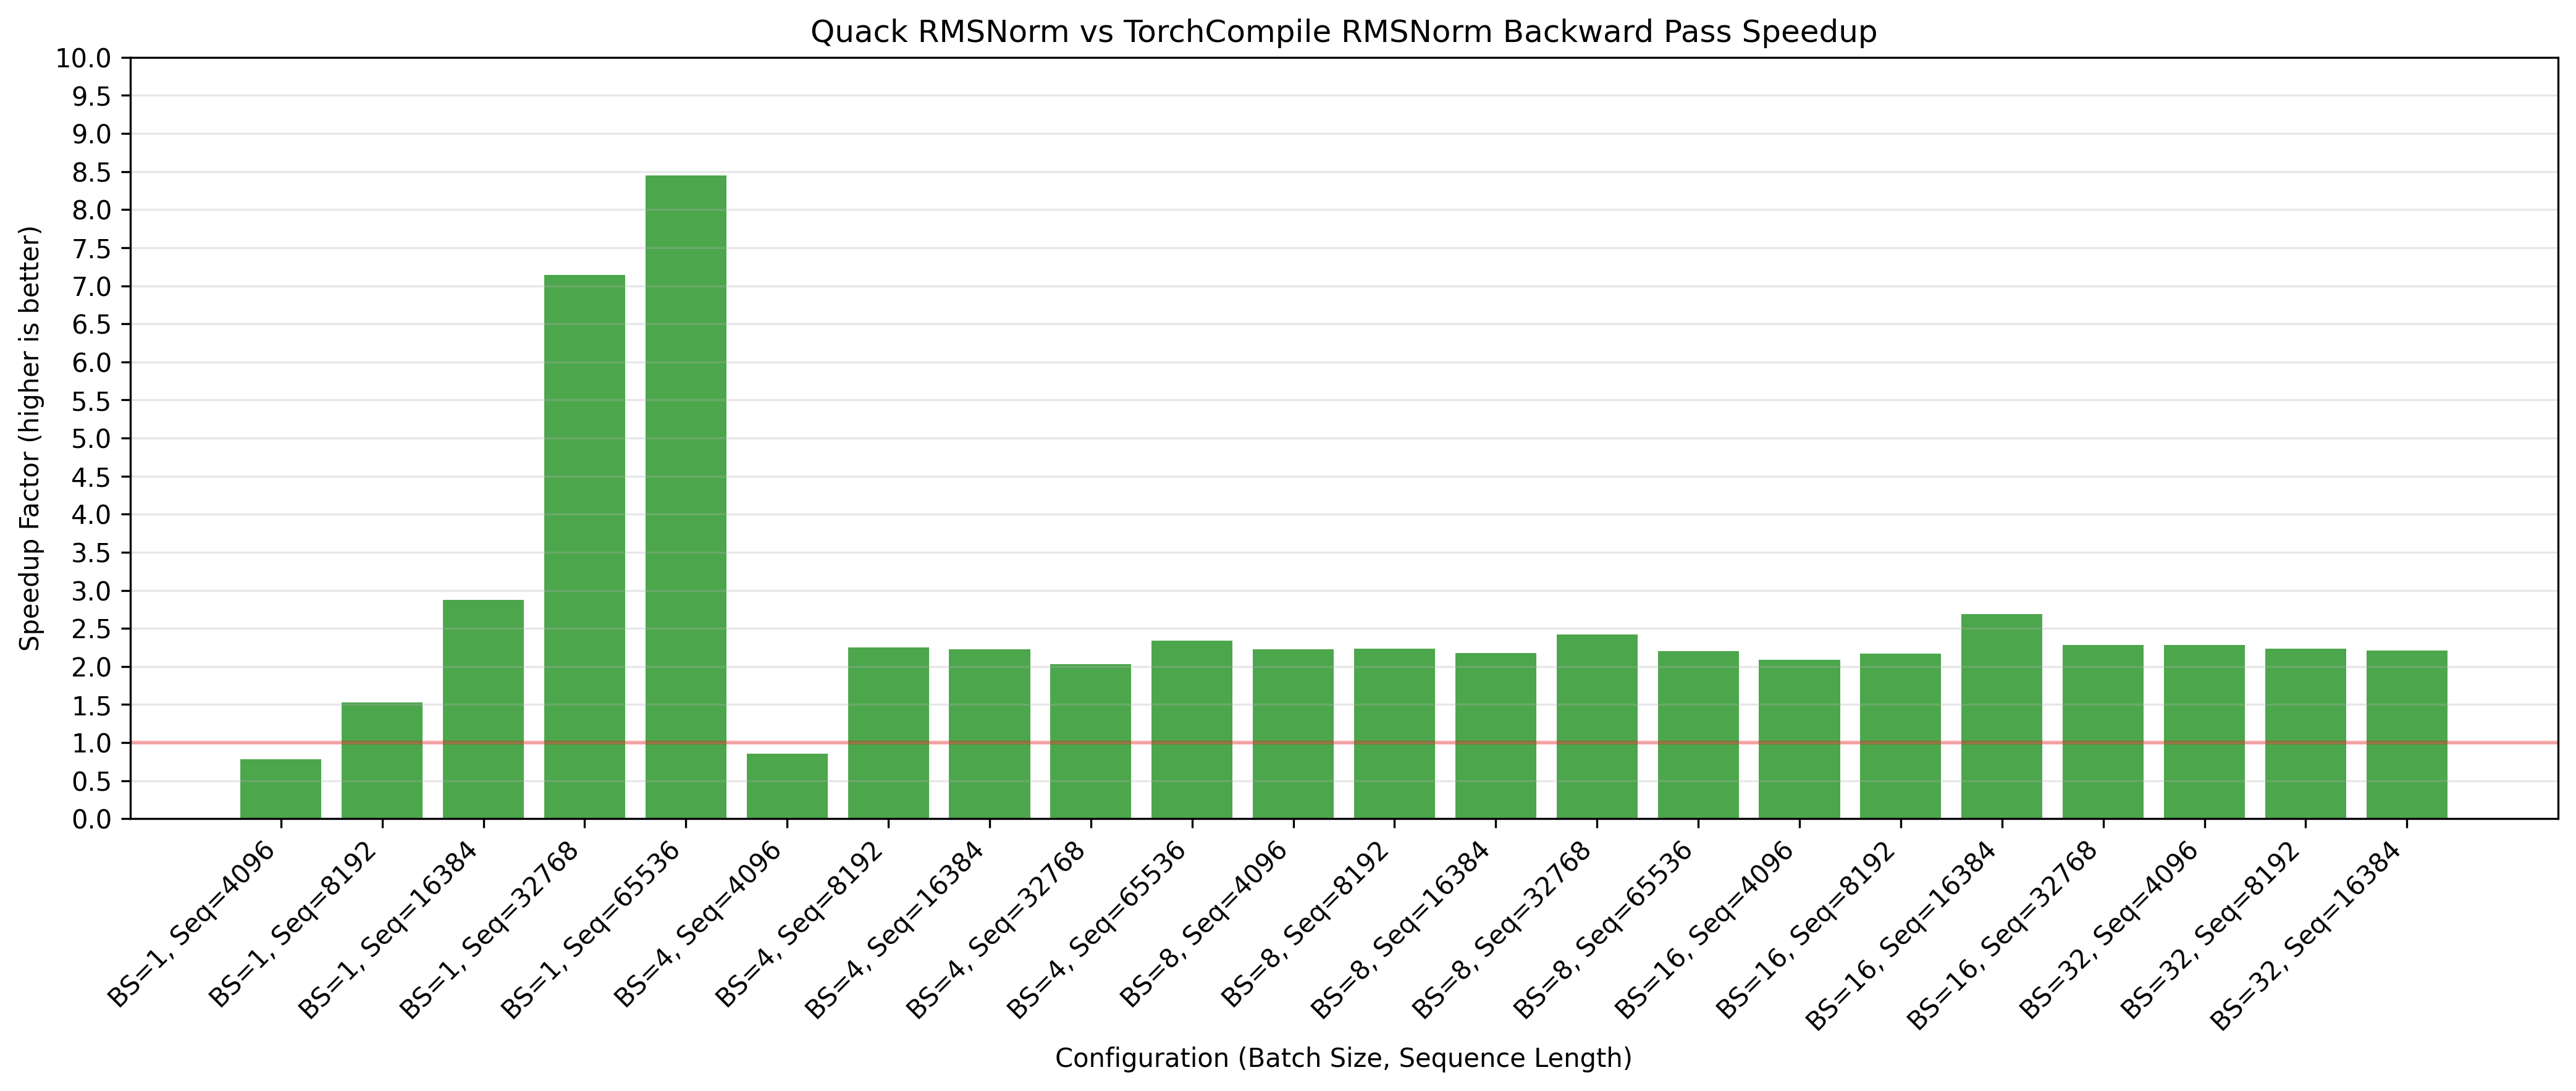 Quack RMSNorm vs TorchCompile RMSNorm Backward Pass Speedup
Speedup Factor (higher is better)
10.0
9.5
9.0
8.5
8.0
7.5
7.0
6.5
6.0
5.5
5.0
4.5
4.0
3.5
3.0
2.5
2.0
1.5
1.0
0.5
0.0
BS=1, Seq=4096
BS=1, Seq=8192
BS=1, Seq=16384
BS=1, Seq=32768
BS=1, Seq=65536
BS=4, Seq=4096
BS=4, Seq=8192
BS=4, Seq=16384
BS=4, Seq=32768
BS=4, Seq=65536
BS=8, Seq=4096
BS=8, Seq=8192
BS=8, Seq=16384
BS=8, Seq=32768
BS=8, Seq=65536
BS=16, Seq=4096
BS=16, Seq=8192
BS=16, Seq=16384
BS=16, Seq=32768
BS=32, Seq=4096
BS=32, Seq=8192
BS=32, Seq=16384
Configuration (Batch Size, Sequence Length)